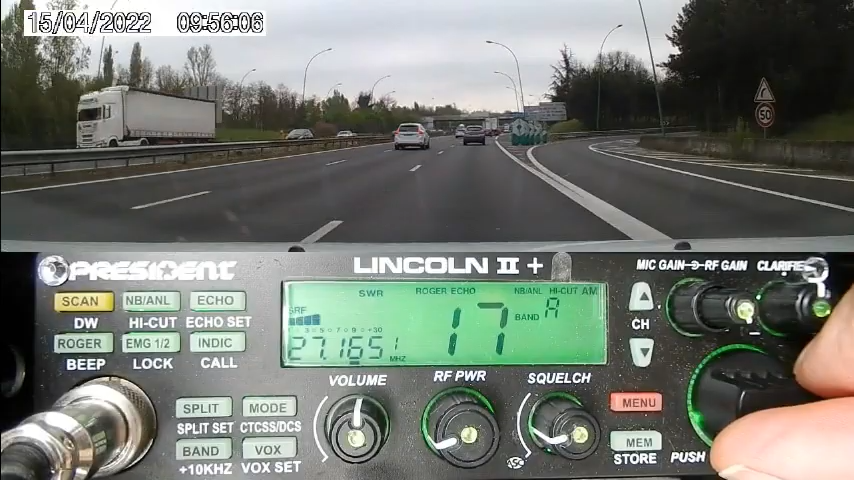 15/04/2022 09:56:06
50
PRESIDENT
LINCOLN II +
MIC GAIN RF GAIN CLARIFIER
SCAN NB/ANL ECHO
DW HI-CUT ECHO SET
ROGER EMG 1/2 INDIC
BEEP LOCK CALL
SWR ROGER ECHO NB/ANL HI-CUT AM
17 BAND A
27.1651 MHZ
CH
VOLUME RF PWR SQUELCH
SPLIT MODE
SPLIT SET CTCSS/DCS
BAND VOX
+10KHZ VOX SET
MENU
MEM
STORE PUSH